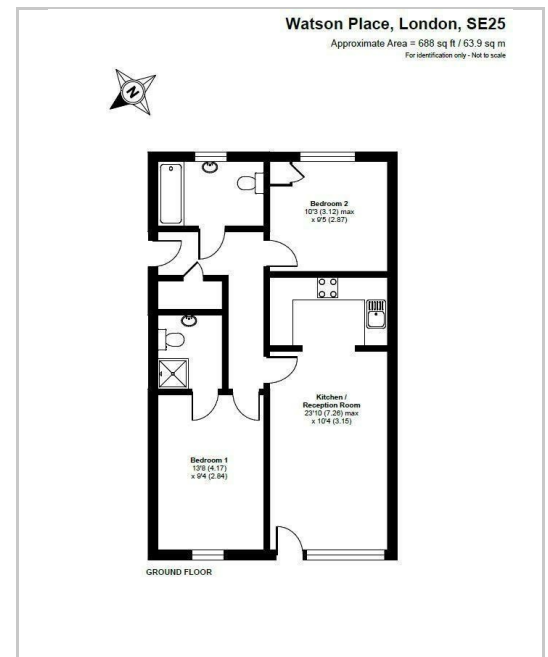 Watson Place, London, SE25
Approximate Area = 688 sq ft / 63.9 sq m
For identification only - Not to scale
N
Bedroom 2
10'3 (3.12) max
x 9'5 (2.87)
Kitchen /
Reception Room
23'10 (7.26) max
x 10'4 (3.15)
Bedroom 1
13'8 (4.17)
x 9'4 (2.84)
GROUND FLOOR